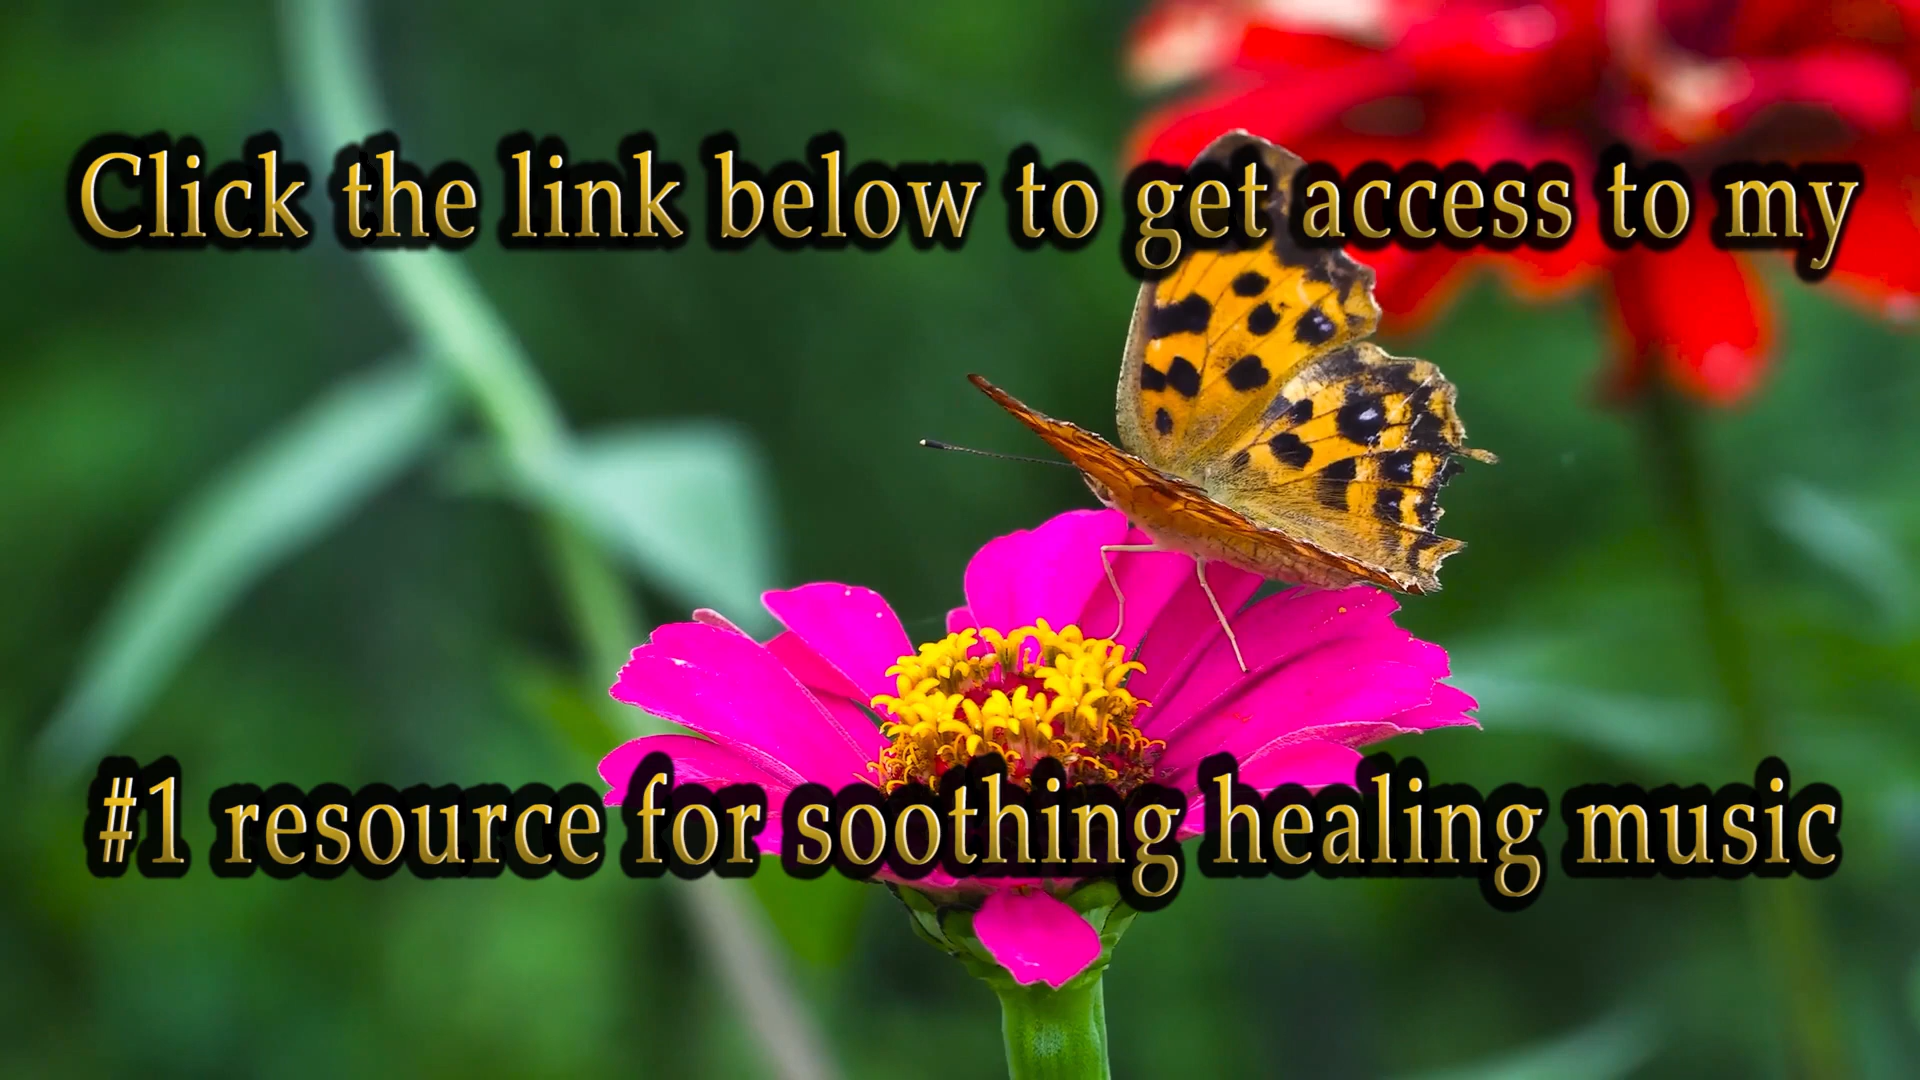 Click the link below to get access to my
#1 resource for soothing healing music